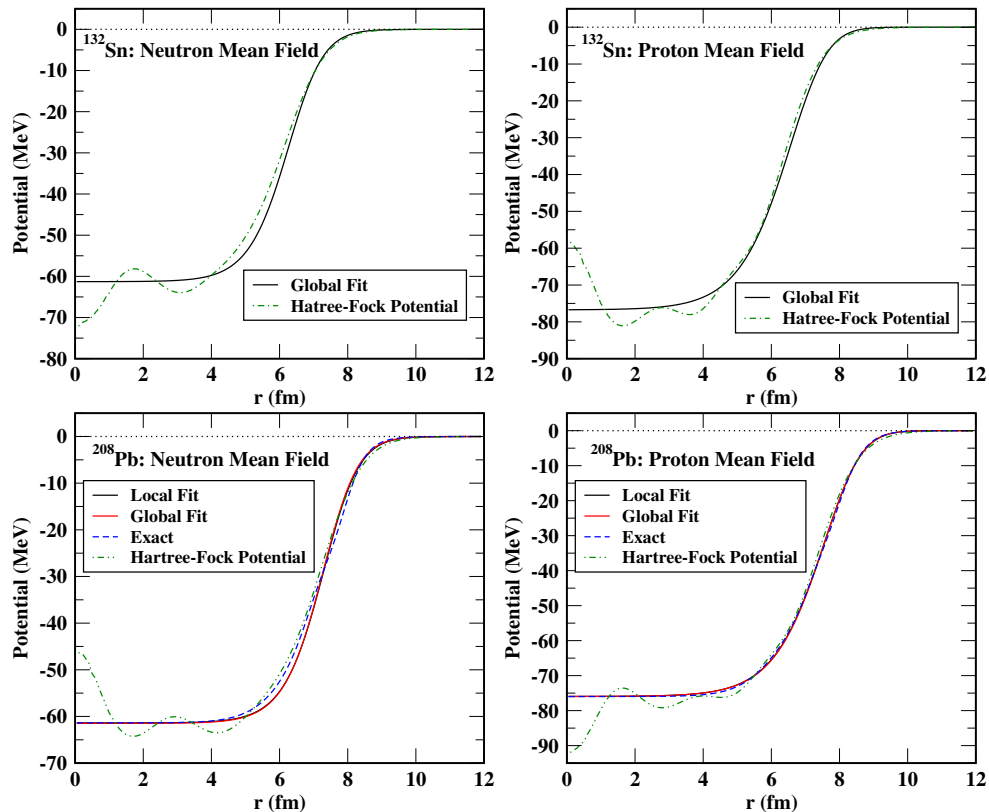 ¹³²Sn: Neutron Mean Field
Potential (MeV)
0
-10
-20
-30
-40
-50
-60
-70
-80
Global Fit
Hatree-Fock Potential
0 2 4 6 8 10 12
r (fm)
¹³²Sn: Proton Mean Field
Potential (MeV)
0
-10
-20
-30
-40
-50
-60
-70
-80
-90
Global Fit
Hatree-Fock Potential
0 2 4 6 8 10 12
r (fm)
²⁰⁸Pb: Neutron Mean Field
Potential (MeV)
0
-10
-20
-30
-40
-50
-60
-70
Local Fit
Global Fit
Exact
Hartree-Fock Potential
0 2 4 6 8 10 12
r (fm)
²⁰⁸Pb: Proton Mean Field
Potential (MeV)
0
-10
-20
-30
-40
-50
-60
-70
-80
-90
Local Fit
Global Fit
Exact
Hartree-Fock Potential
0 2 4 6 8 10 12
r (fm)